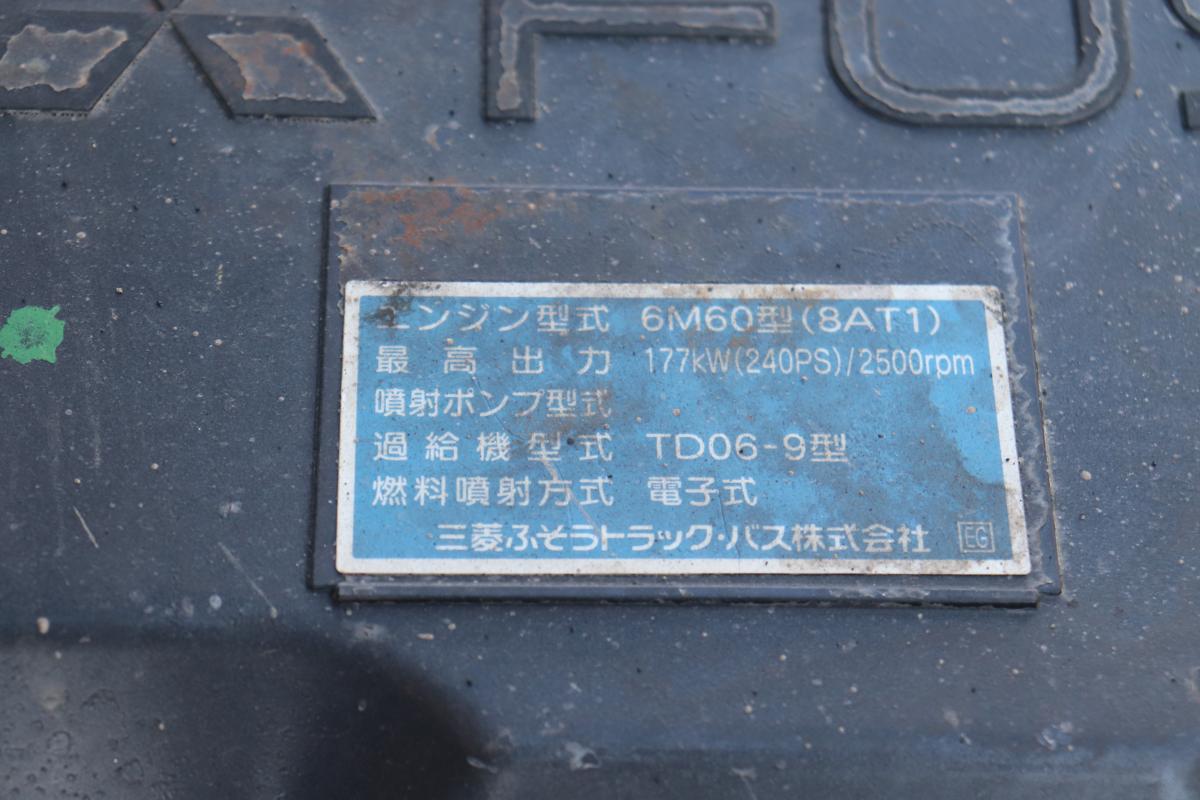 FUS
エンジン型式 6M60型(8AT1)
最高出力 177kW(240PS)/2500rpm
噴射ポンプ型式
過給機型式 TD06-9型
燃料噴射方式 電子式
三菱ふそうトラック・バス株式会社 EG